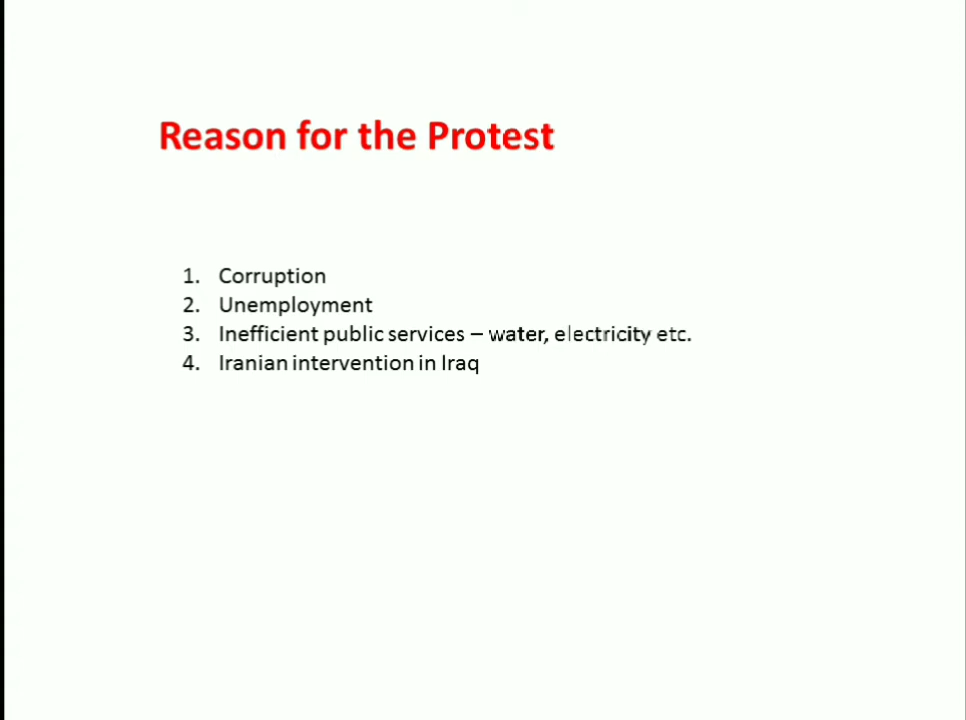 Reason for the Protest
1. Corruption
2. Unemployment
3. Inefficient public services – water, electricity etc.
4. Iranian intervention in Iraq